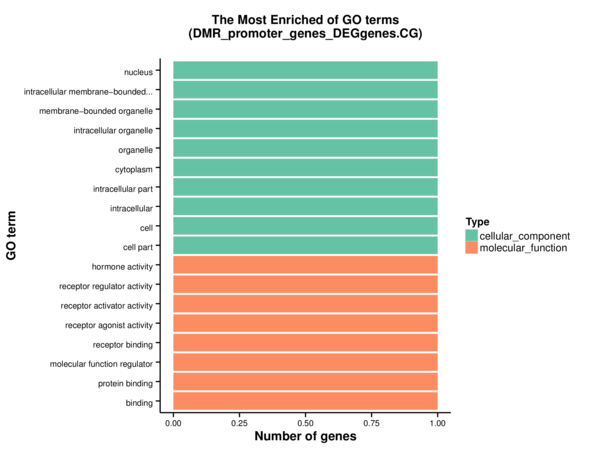 The Most Enriched of GO terms
(DMR_promoter_genes_DEGgenes.CG)
GO term
nucleus
intracellular membrane−bounded...
membrane−bounded organelle
intracellular organelle
organelle
cytoplasm
intracellular part
intracellular
cell
cell part
hormone activity
receptor regulator activity
receptor activator activity
receptor agonist activity
receptor binding
molecular function regulator
protein binding
binding
0.00 0.25 0.50 0.75 1.00
Number of genes
Type
cellular_component
molecular_function